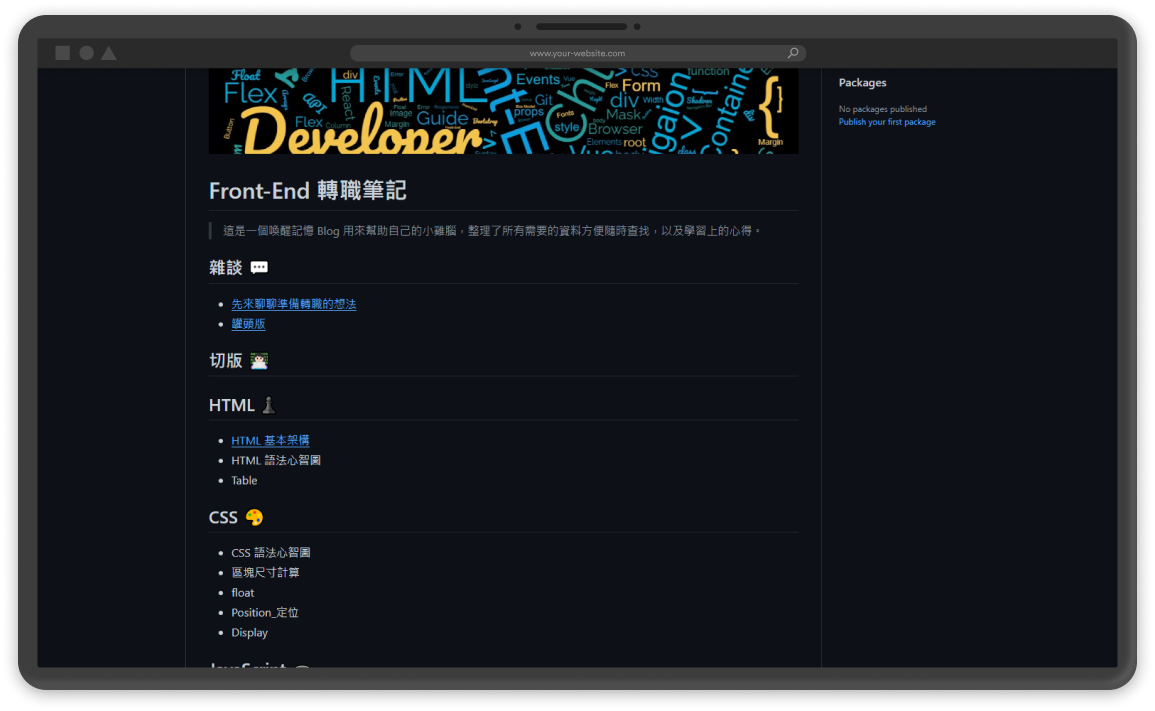 www.your-website.com
Float
div
HTML
Events
CSS
function
Flex
API
React
Flex
Form
Git
div
Width
Image
Guide
props
Fonts
style
Mask
Browser
Flex
Column
Margin
Elements
root
Button
Developer
Container
{
}
Margin
Front-End 轉職筆記
這是一個喚醒記憶 Blog 用來幫助自己的小雞腦，整理了所有需要的資料方便隨時查找，以及學習上的心得。
雜談 💬
先來聊聊準備轉職的想法
罐頭版
切版 👨🏻‍💻
HTML ♟
HTML 基本架構
HTML 語法心智圖
Table
CSS 🎨
CSS 語法心智圖
區塊尺寸計算
float
Position_定位
Display
JavaScript
Packages
No packages published
Publish your first package